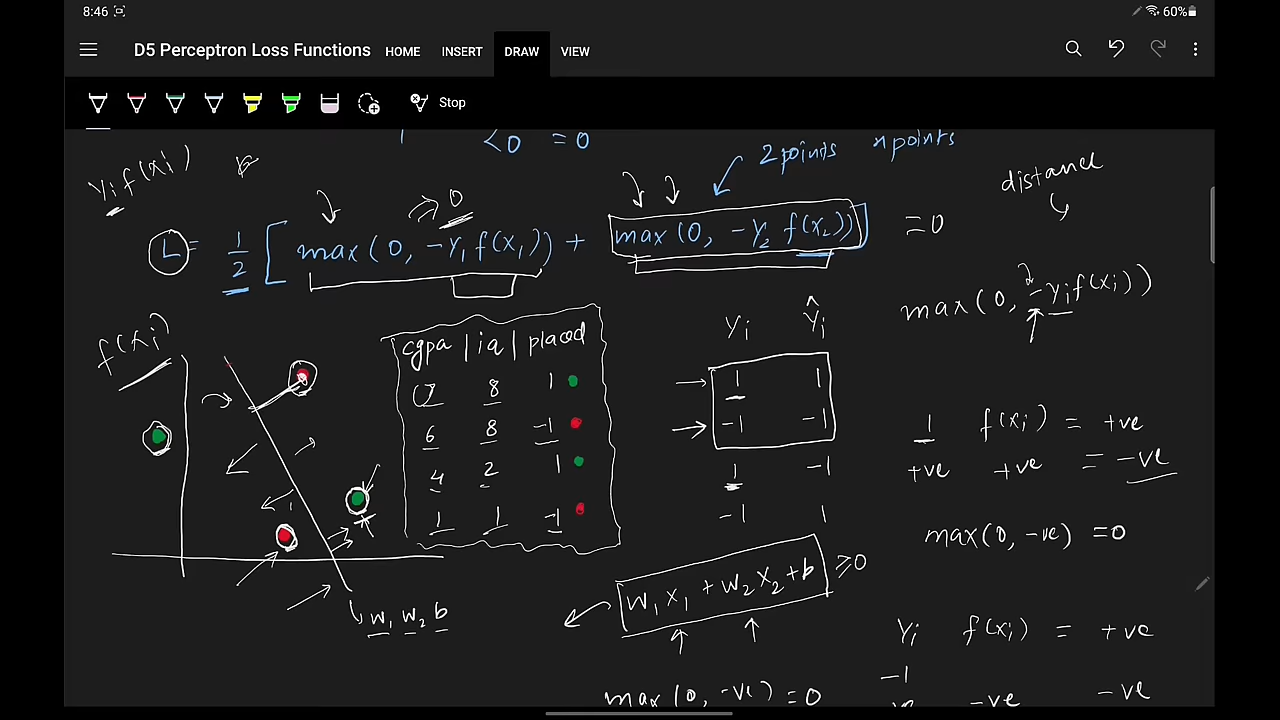 8:46 60%
D5 Perceptron Loss Functions HOME INSERT DRAW VIEW
Stop
<0 =0
2 points n points
yi f(xi)
distance
≥ 0
L = 1/2 [ max(0, -Y1 f(x1)) + max(0, -Y2 f(x2)) ] = 0
max(0, -yi f(xi))
f(xi)
cgpa | iq | placed
7 8 1
6 8 -1
4 2 1
1 1 -1
Yi Ŷi
1 1
-1 -1
1 -1
-1 1
1 f(xi) = +ve
+ve +ve = -ve
max(0, -ve) = 0
w1 x1 + w2 x2 + b ≥ 0
w1 w2 b
Yi f(xi) = +ve
-1
-ve -ve
max(0, -ve) = 0